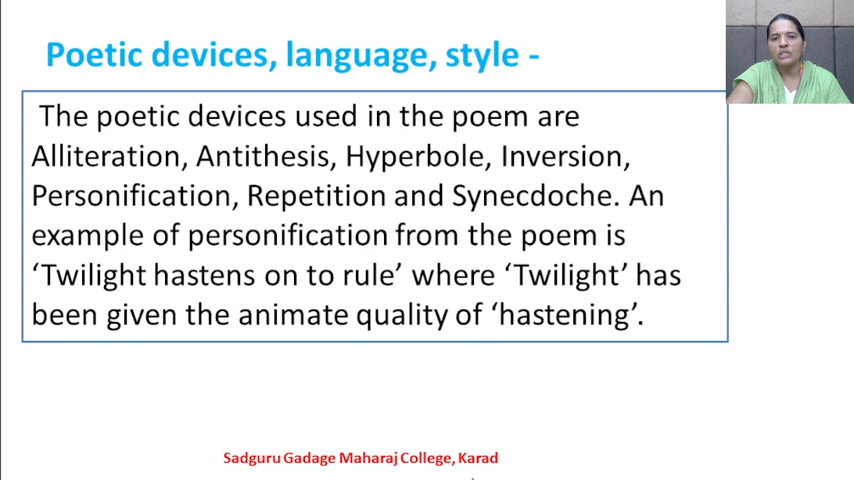 Poetic devices, language, style -
The poetic devices used in the poem are
Alliteration, Antithesis, Hyperbole, Inversion,
Personification, Repetition and Synecdoche. An
example of personification from the poem is
‘Twilight hastens on to rule’ where ‘Twilight’ has
been given the animate quality of ‘hastening’.
Sadguru Gadage Maharaj College, Karad